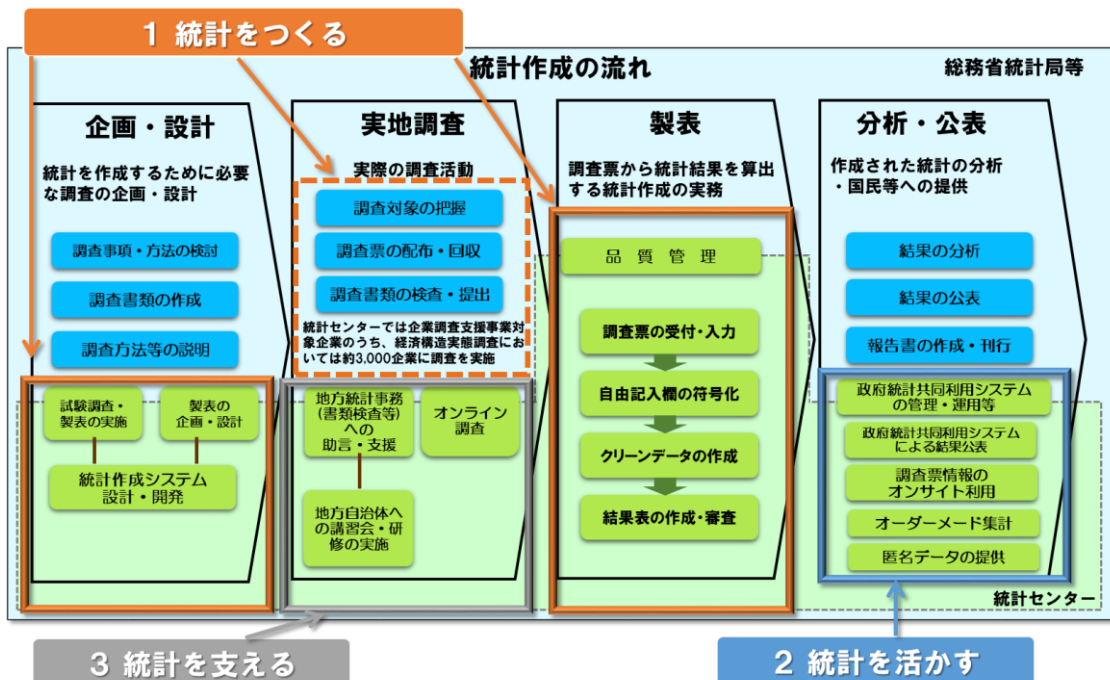 1 統計をつくる
統計作成の流れ
総務省統計局等
企画・設計
統計を作成するために必要
な調査の企画・設計
調査事項・方法の検討
調査書類の作成
調査方法等の説明
試験調査・
製表の実施
製表の
企画・設計
統計作成システム
設計・開発
実地調査
実際の調査活動
調査対象の把握
調査票の配布・回収
調査書類の検査・提出
統計センターでは企業調査支援事業対
象企業のうち、経済構造実態調査にお
いては約3,000企業に調査を実施
地方統計事務
(書類検査等)
への
助言・支援
オンライン
調査
地方自治体へ
の講習会・研
修の実施
製表
調査票から統計結果を算出
する統計作成の実務
品質管理
調査票の受付・入力
自由記入欄の符号化
クリーンデータの作成
結果表の作成・審査
分析・公表
作成された統計の分析
・国民等への提供
結果の分析
結果の公表
報告書の作成・刊行
政府統計共同利用システム
の管理・運用等
政府統計共同利用システム
による結果公表
調査票情報の
オンサイト利用
オーダーメード集計
匿名データの提供
統計センター
3 統計を支える
2 統計を活かす